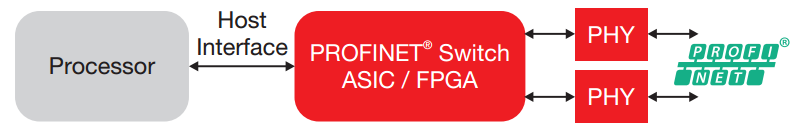 Processor
Host
Interface
PROFINET® Switch
ASIC / FPGA
PHY
PHY
PROFI®
NET